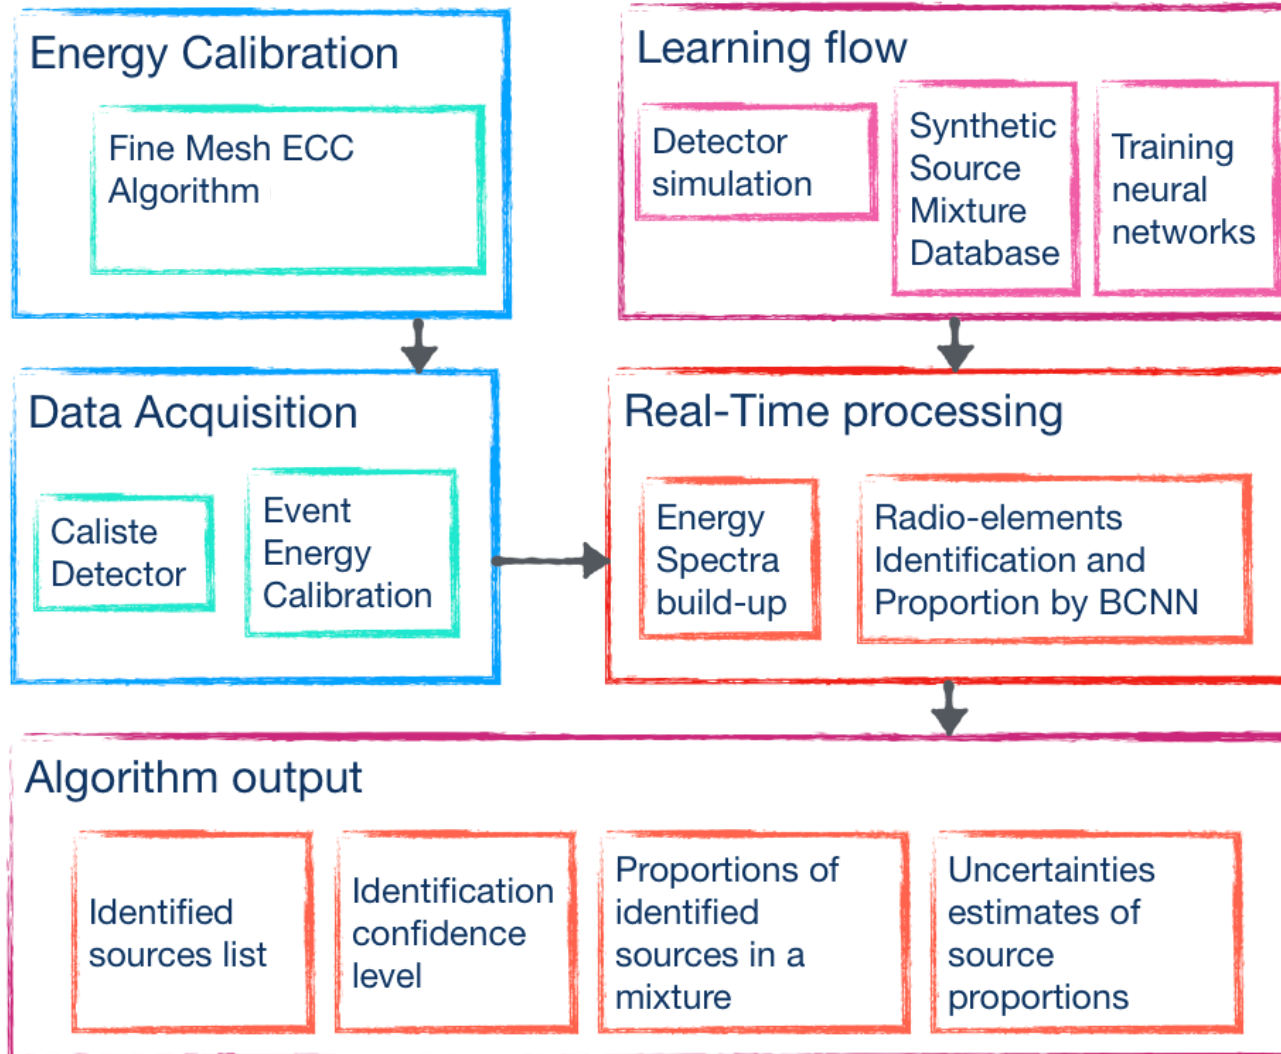 Energy Calibration
Fine Mesh ECC
Algorithm
Learning flow
Detector
simulation
Synthetic
Source
Mixture
Database
Training
neural
networks
Data Acquisition
Caliste
Detector
Event
Energy
Calibration
Real-Time processing
Energy
Spectra
build-up
Radio-elements
Identification and
Proportion by BCNN
Algorithm output
Identified
sources list
Identification
confidence
level
Proportions of
identified
sources in a
mixture
Uncertainties
estimates of
source
proportions